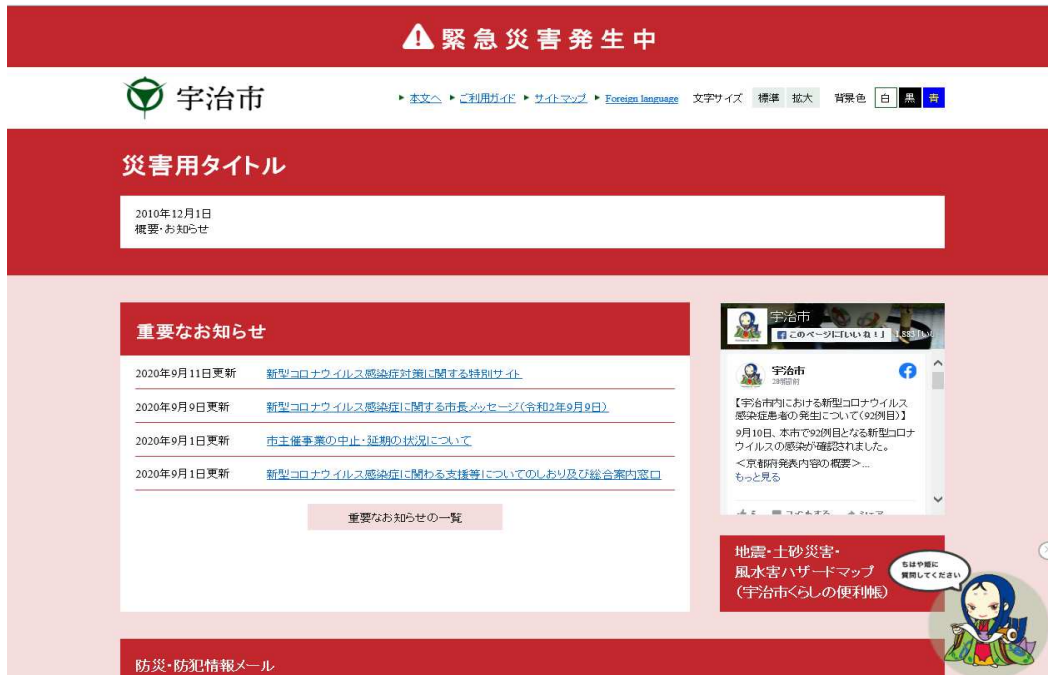 緊急災害発生中
宇治市
本文へ ご利用ガイド サイトマップ Foreign language 文字サイズ 標準 拡大 背景色 白 黒 青
災害用タイトル
2010年12月1日
概要・お知らせ
重要なお知らせ
2020年9月11日更新 新型コロナウイルス感染症対策に関する特別サイト
2020年9月9日更新 新型コロナウイルス感染症に関する市長メッセージ(令和2年9月9日)
2020年9月1日更新 市主催事業の中止・延期の状況について
2020年9月1日更新 新型コロナウイルス感染症に関わる支援等についてのしおり及び総合案内窓口
重要なお知らせの一覧
宇治市
このページに「いいね!」 1,883「いい
宇治市
【宇治市内における新型コロナウイルス
感染症患者の発生について(92例目)】
9月10日、本市で92例目となる新型コロナ
ウイルスの感染が確認されました。
<京都府発表内容の概要>...
もっと見る
地震・土砂災害・
風水害ハザードマップ
(宇治市くらしの便利帳)
ちはや姫に
質問してください
防災・防犯情報メール